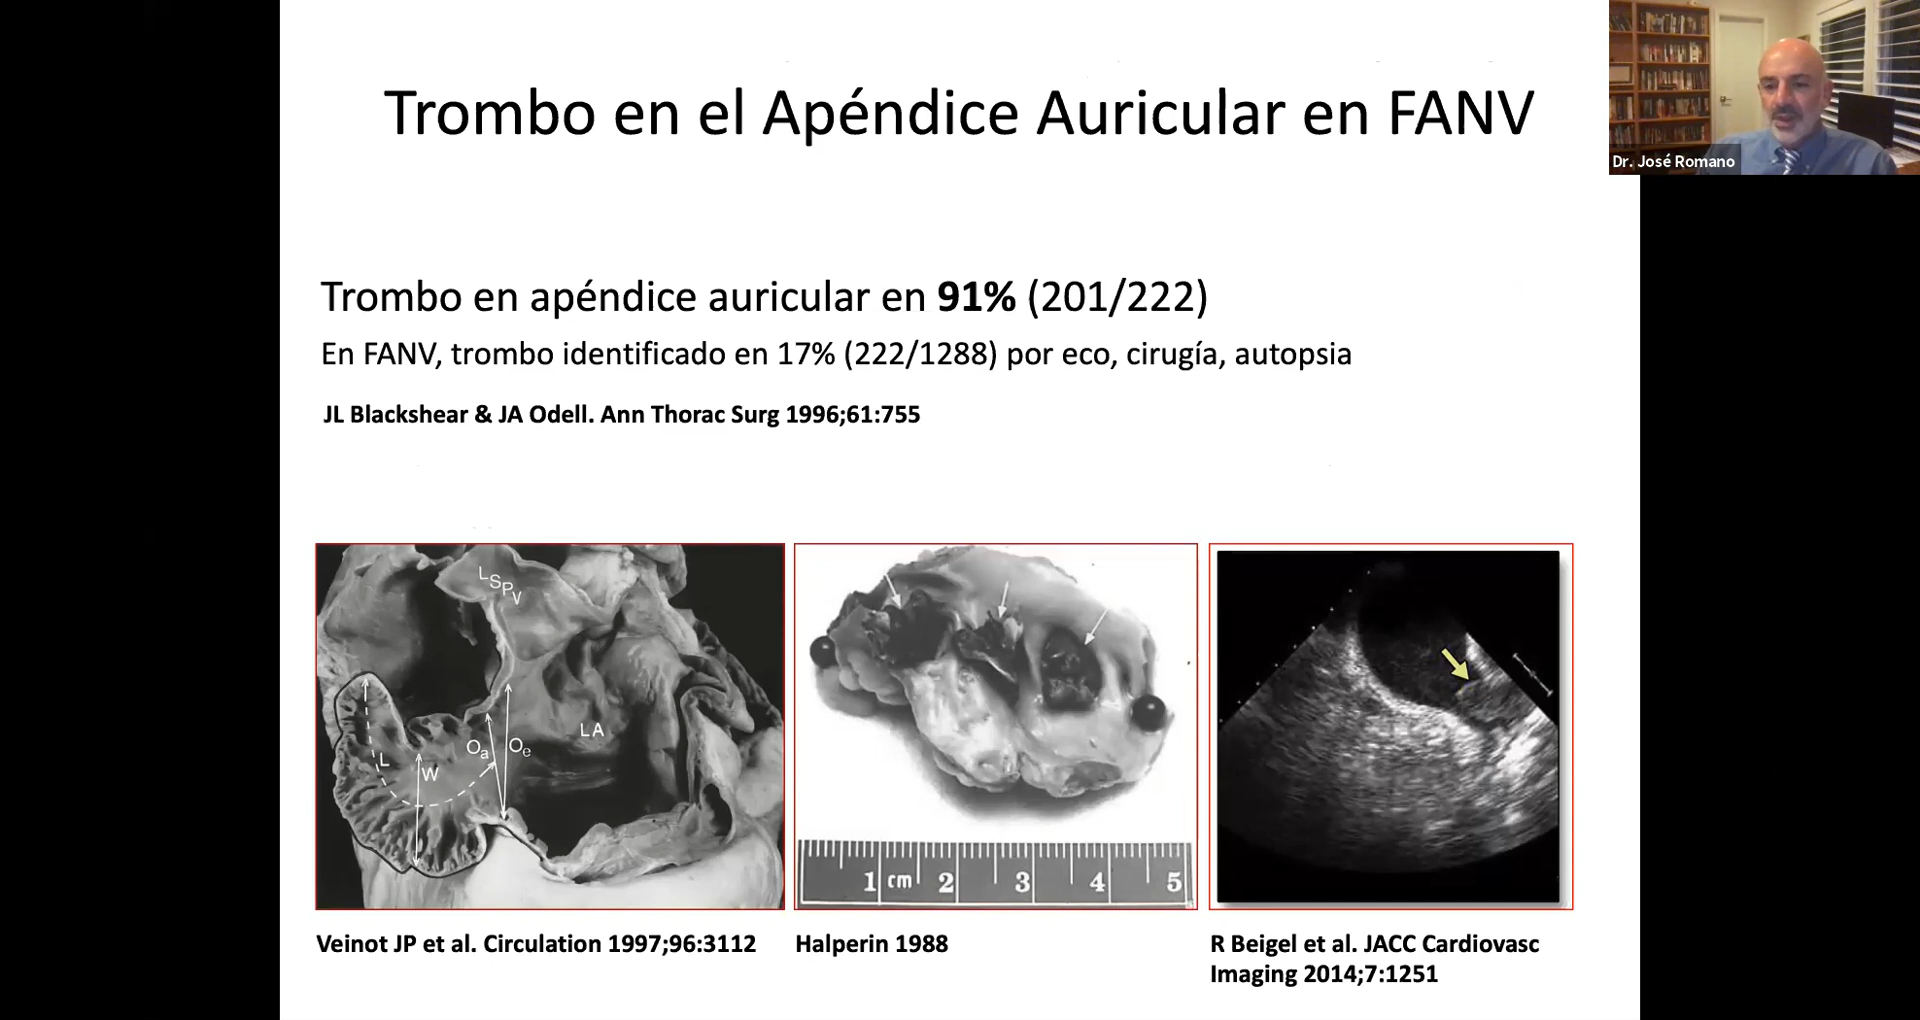 Trombo en el Apéndice Auricular en FANV
Dr. José Romano
Trombo en apéndice auricular en 91% (201/222)
En FANV, trombo identificado en 17% (222/1288) por eco, cirugía, autopsia
JL Blackshear & JA Odell. Ann Thorac Surg 1996;61:755
LSPV
LA
L
W
Oa
Oe
1 cm 2 3 4 5
Veinot JP et al. Circulation 1997;96:3112
Halperin 1988
R Beigel et al. JACC Cardiovasc
Imaging 2014;7:1251